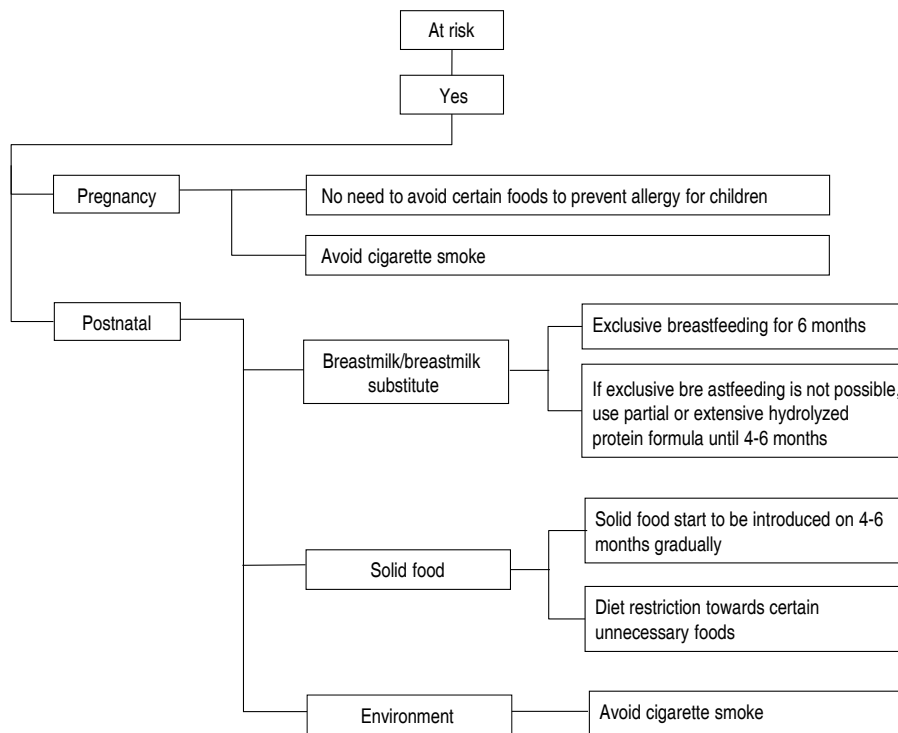 At risk
Yes
Pregnancy
No need to avoid certain foods to prevent allergy for children
Avoid cigarette smoke
Postnatal
Breastmilk/breastmilk
substitute
Exclusive breastfeeding for 6 months
If exclusive bre astfeeding is not possible,
use partial or extensive hydrolyzed
protein formula until 4-6 months
Solid food
Solid food start to be introduced on 4-6
months gradually
Diet restriction towards certain
unnecessary foods
Environment
Avoid cigarette smoke